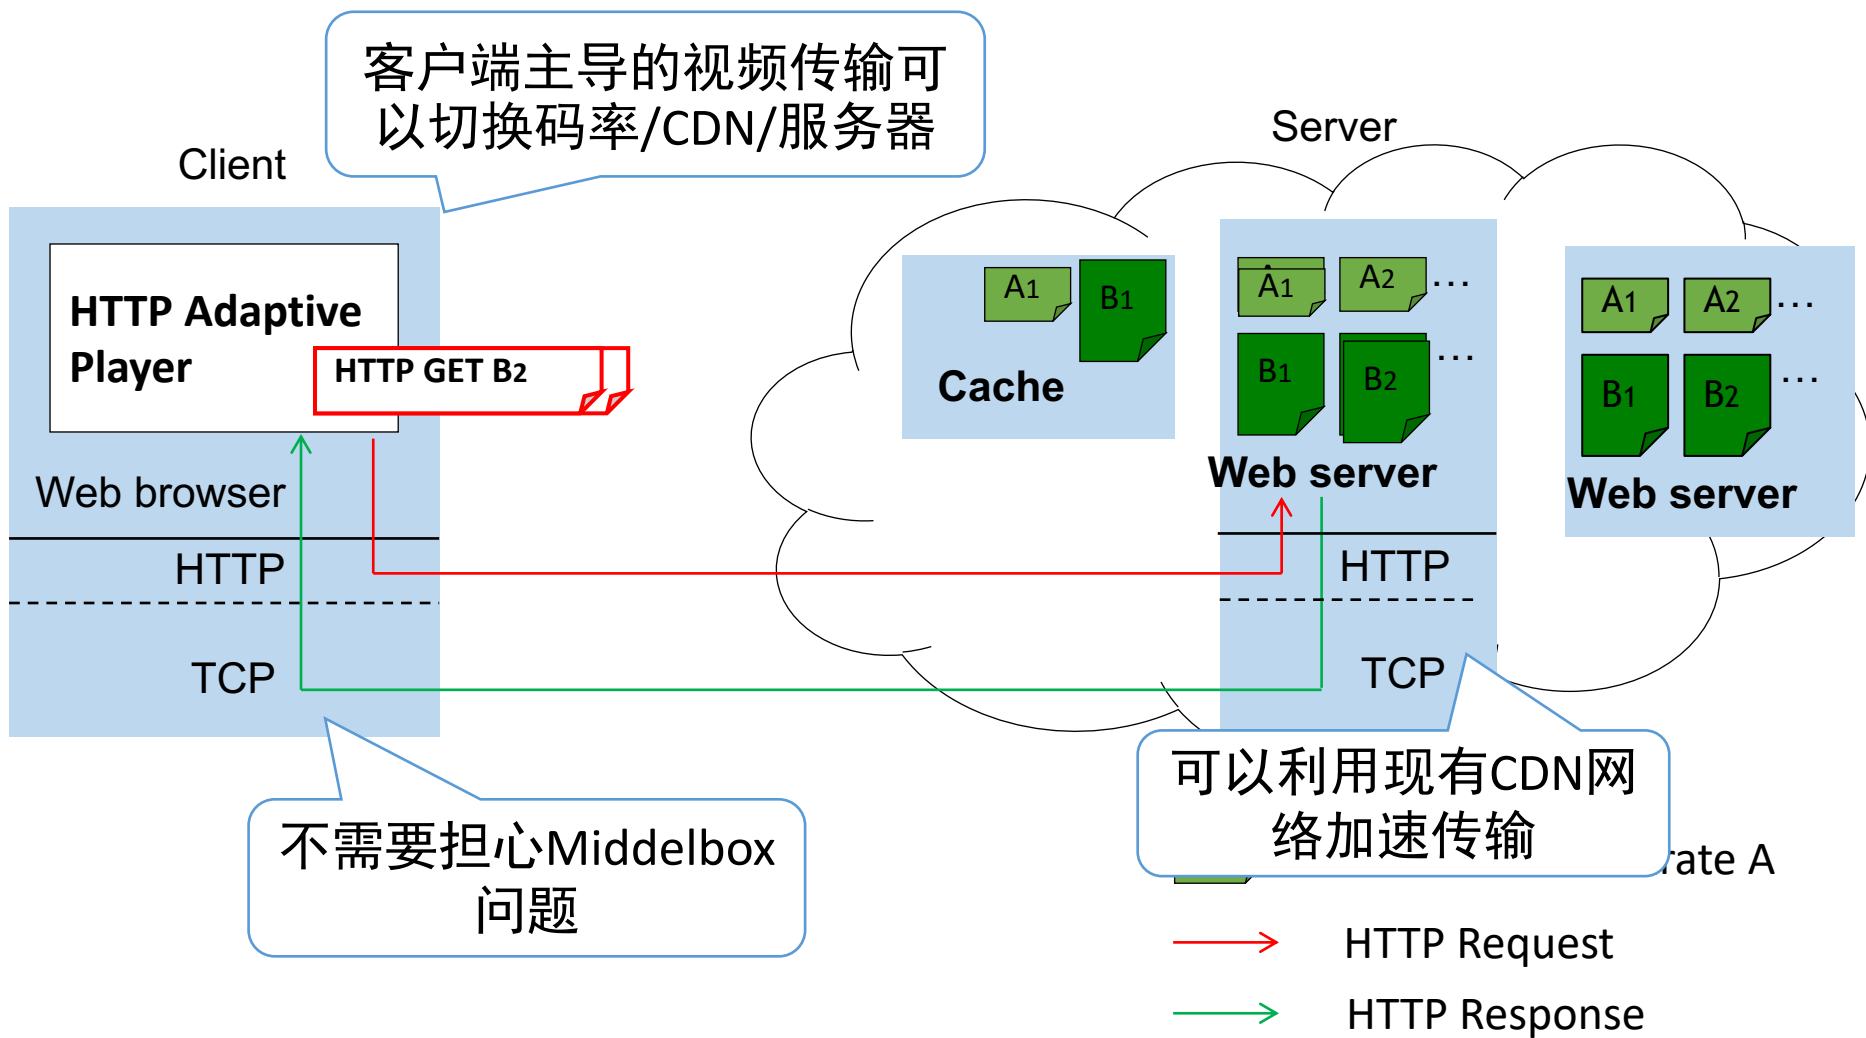 客户端主导的视频传输可
以切换码率/CDN/服务器
Client
Server
HTTP Adaptive
Player
HTTP GET B2
Web browser
HTTP
TCP
A1
B1
Cache
A1
A2
...
B1
B2
...
Web server
HTTP
TCP
A1
A2
...
B1
B2
...
Web server
不需要担心Middelbox
问题
可以利用现有CDN网
络加速传输
rate A
HTTP Request
HTTP Response